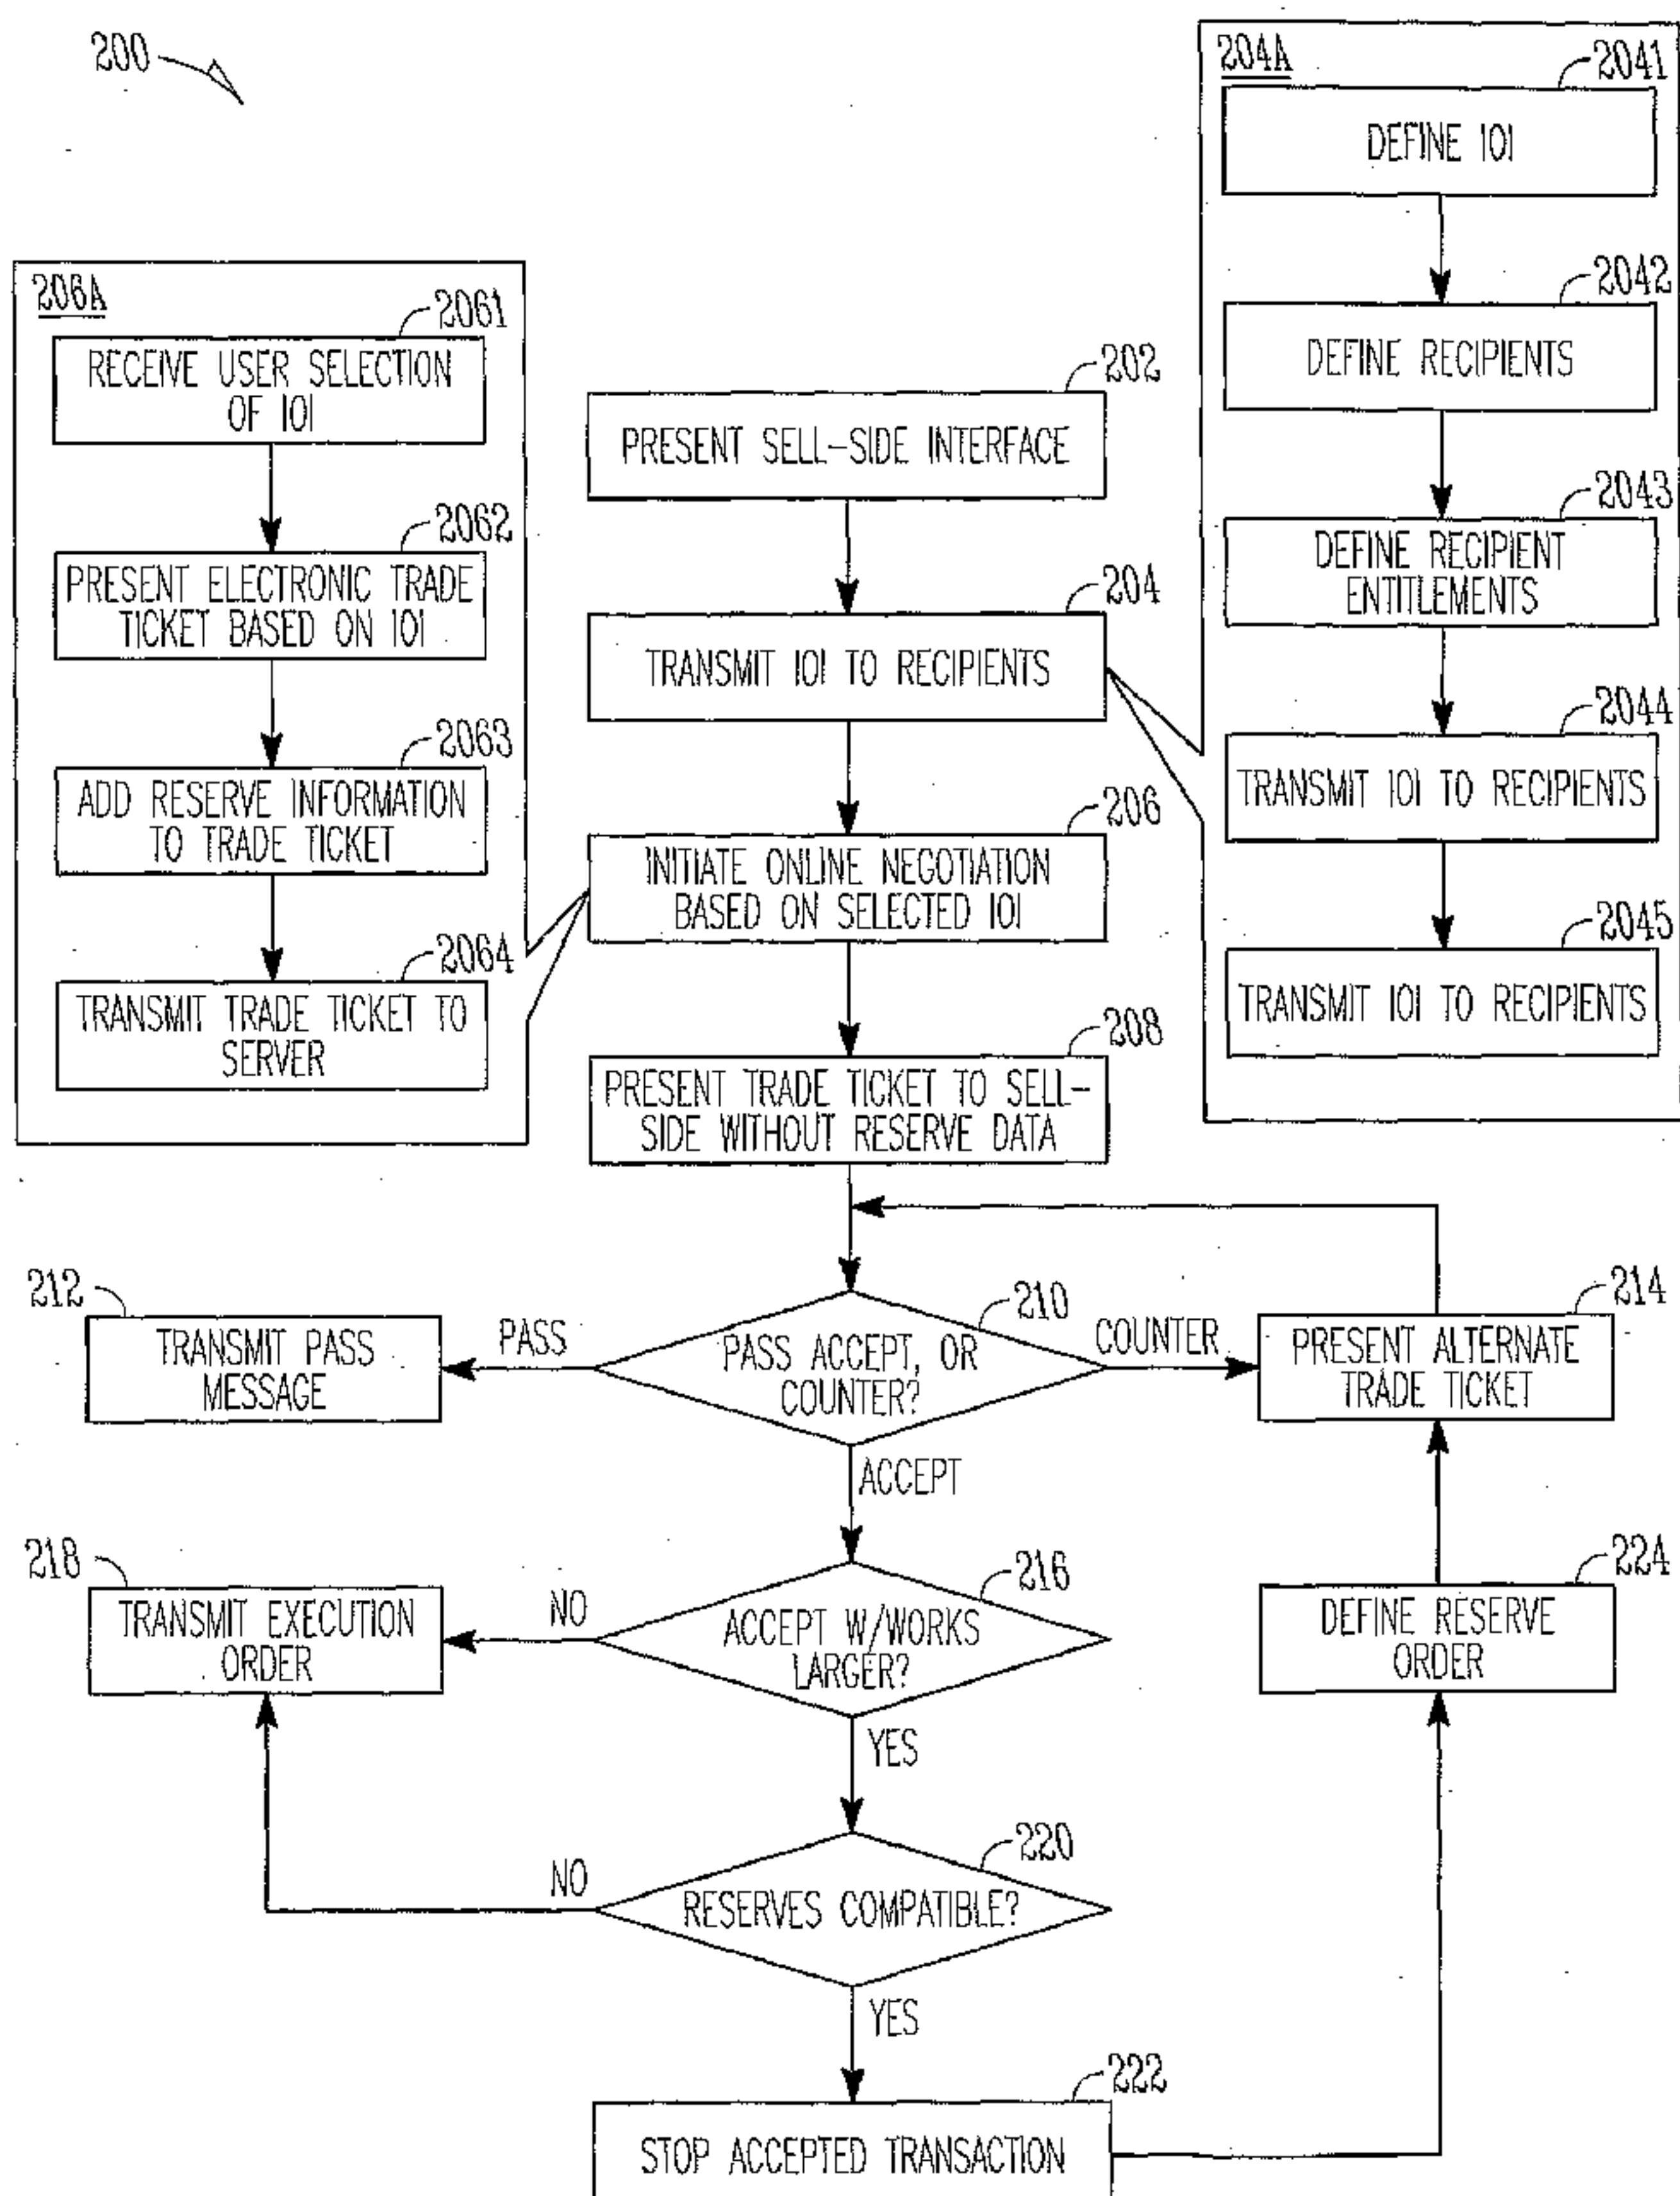 200
204A
2041
DEFINE IOI
2042
DEFINE RECIPIENTS
2043
DEFINE RECIPIENT
ENTITLEMENTS
2044
TRANSMIT IOI TO RECIPIENTS
2045
TRANSMIT IOI TO RECIPIENTS
206A
2061
RECEIVE USER SELECTION
OF IOI
2062
PRESENT ELECTRONIC TRADE
TICKET BASED ON IOI
2063
ADD RESERVE INFORMATION
TO TRADE TICKET
2064
TRANSMIT TRADE TICKET TO
SERVER
202
PRESENT SELL-SIDE INTERFACE
204
TRANSMIT IOI TO RECIPIENTS
206
INITIATE ONLINE NEGOTIATION
BASED ON SELECTED IOI
208
PRESENT TRADE TICKET TO SELL-
SIDE WITHOUT RESERVE DATA
210
PASS ACCEPT, OR
COUNTER?
PASS
212
TRANSMIT PASS
MESSAGE
COUNTER
214
PRESENT ALTERNATE
TRADE TICKET
ACCEPT
216
ACCEPT W/WORKS
LARGER?
NO
218
TRANSMIT EXECUTION
ORDER
YES
224
DEFINE RESERVE
ORDER
220
RESERVES COMPATIBLE?
NO
YES
222
STOP ACCEPTED TRANSACTION